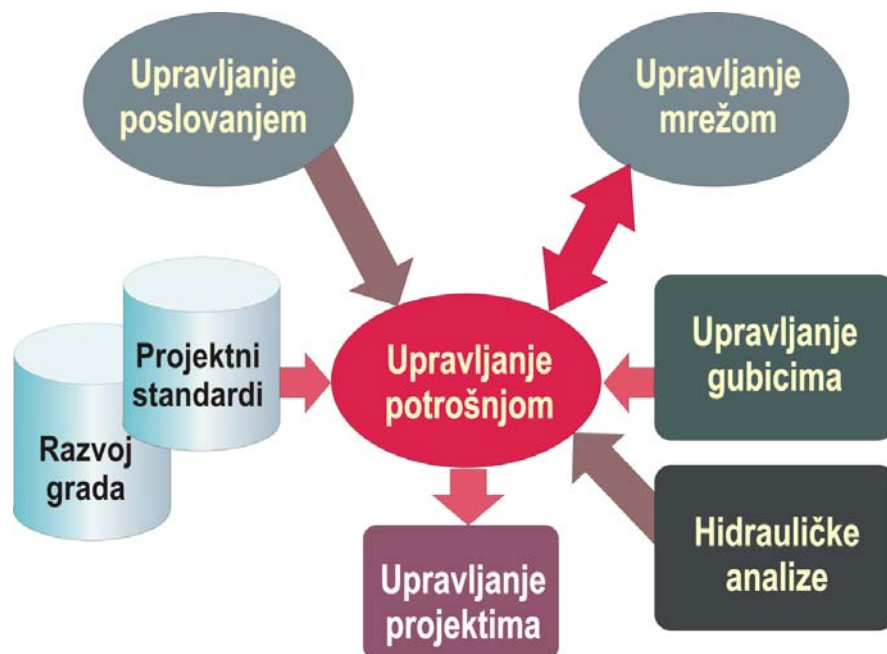 Upravljanje
poslovanjem
Upravljanje
mrežom
Projektni
standardi
Razvoj
grada
Upravljanje
potrošnjom
Upravljanje
gubicima
Hidrauličke
analize
Upravljanje
projektima